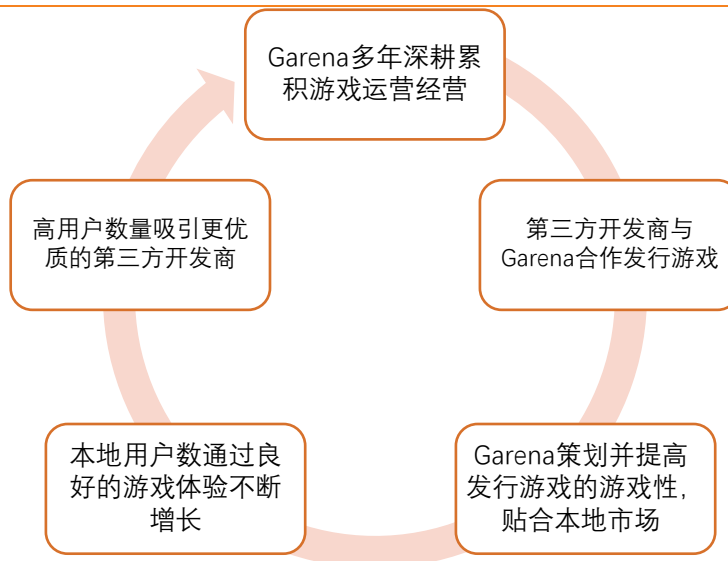 Garena多年深耕累
积游戏运营经营
第三方开发商与
Garena合作发行游戏
Garena策划并提高
发行游戏的游戏性，
贴合本地市场
本地用户数通过良
好的游戏体验不断
增长
高用户数量吸引更优
质的第三方开发商